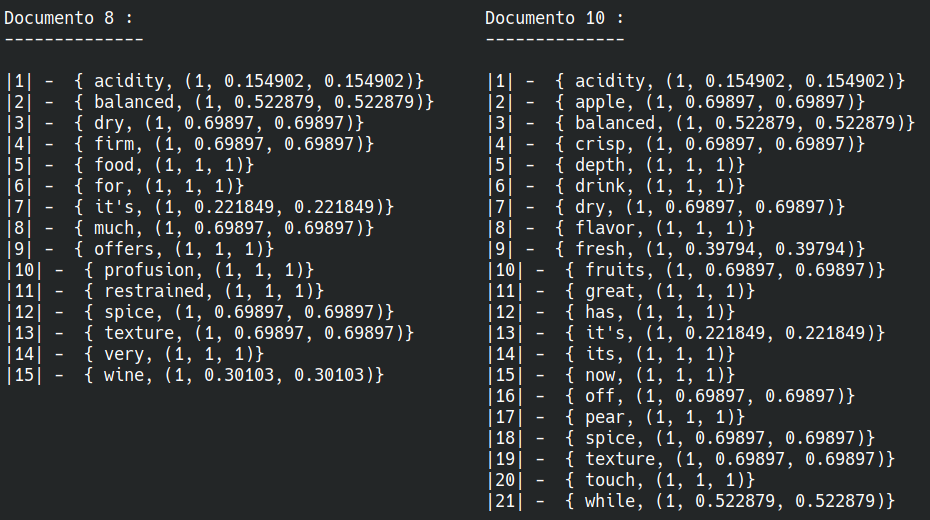 Documento 8 :
--------------
|1| -  { acidity, (1, 0.154902, 0.154902)}
|2| -  { balanced, (1, 0.522879, 0.522879)}
|3| -  { dry, (1, 0.69897, 0.69897)}
|4| -  { firm, (1, 0.69897, 0.69897)}
|5| -  { food, (1, 1, 1)}
|6| -  { for, (1, 1, 1)}
|7| -  { it's, (1, 0.221849, 0.221849)}
|8| -  { much, (1, 0.69897, 0.69897)}
|9| -  { offers, (1, 1, 1)}
|10| -  { profusion, (1, 1, 1)}
|11| -  { restrained, (1, 1, 1)}
|12| -  { spice, (1, 0.69897, 0.69897)}
|13| -  { texture, (1, 0.69897, 0.69897)}
|14| -  { very, (1, 1, 1)}
|15| -  { wine, (1, 0.30103, 0.30103)}
Documento 10 :
--------------
|1| -  { acidity, (1, 0.154902, 0.154902)}
|2| -  { apple, (1, 0.69897, 0.69897)}
|3| -  { balanced, (1, 0.522879, 0.522879)}
|4| -  { crisp, (1, 0.69897, 0.69897)}
|5| -  { depth, (1, 1, 1)}
|6| -  { drink, (1, 1, 1)}
|7| -  { dry, (1, 0.69897, 0.69897)}
|8| -  { flavor, (1, 1, 1)}
|9| -  { fresh, (1, 0.39794, 0.39794)}
|10| -  { fruits, (1, 0.69897, 0.69897)}
|11| -  { great, (1, 1, 1)}
|12| -  { has, (1, 1, 1)}
|13| -  { it's, (1, 0.221849, 0.221849)}
|14| -  { its, (1, 1, 1)}
|15| -  { now, (1, 1, 1)}
|16| -  { off, (1, 0.69897, 0.69897)}
|17| -  { pear, (1, 1, 1)}
|18| -  { spice, (1, 0.69897, 0.69897)}
|19| -  { texture, (1, 0.69897, 0.69897)}
|20| -  { touch, (1, 1, 1)}
|21| -  { while, (1, 0.522879, 0.522879)}